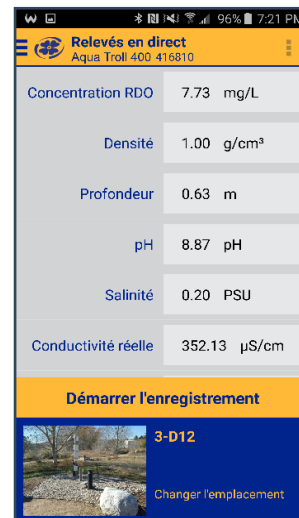 96% 7:21 PM
Relevés en direct
Aqua Troll 400 416810
Concentration RDO 7.73 mg/L
Densité 1.00 g/cm³
Profondeur 0.63 m
pH 8.87 pH
Salinité 0.20 PSU
Conductivité réelle 352.13 µS/cm
Démarrer l'enregistrement
3-D12
Changer l'emplacement